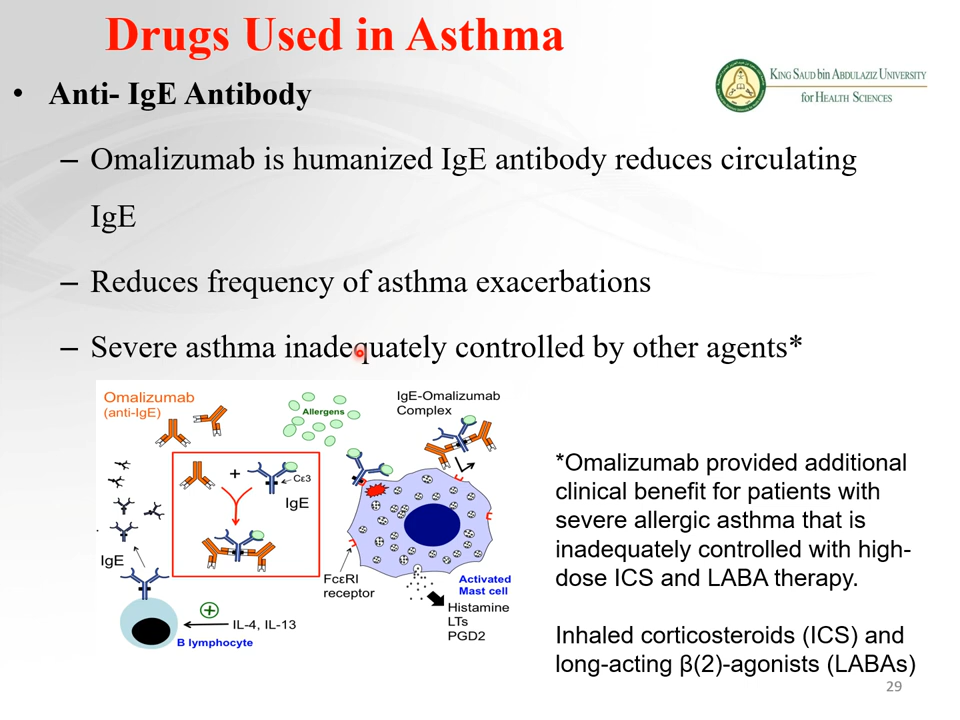 Drugs Used in Asthma
KING SAUD bin ABDULAZIZ UNIVERSITY
for HEALTH SCIENCES
• Anti- IgE Antibody
– Omalizumab is humanized IgE antibody reduces circulating
IgE
– Reduces frequency of asthma exacerbations
– Severe asthma inadequately controlled by other agents*
Omalizumab
(anti-IgE)
Allergens
IgE-Omalizumab
Complex
+
Cε3
IgE
IgE
FcεRI
receptor
Activated
Mast cell
Histamine
LTs
PGD2
+
IL-4, IL-13
B lymphocyte
*Omalizumab provided additional
clinical benefit for patients with
severe allergic asthma that is
inadequately controlled with high-
dose ICS and LABA therapy.
Inhaled corticosteroids (ICS) and
long-acting β(2)-agonists (LABAs)
29